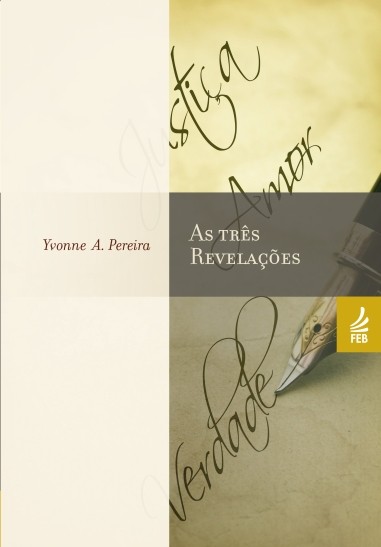 Justiça
Amor
Yvonne A. Pereira
As três
Revelações
FEB
Verdade